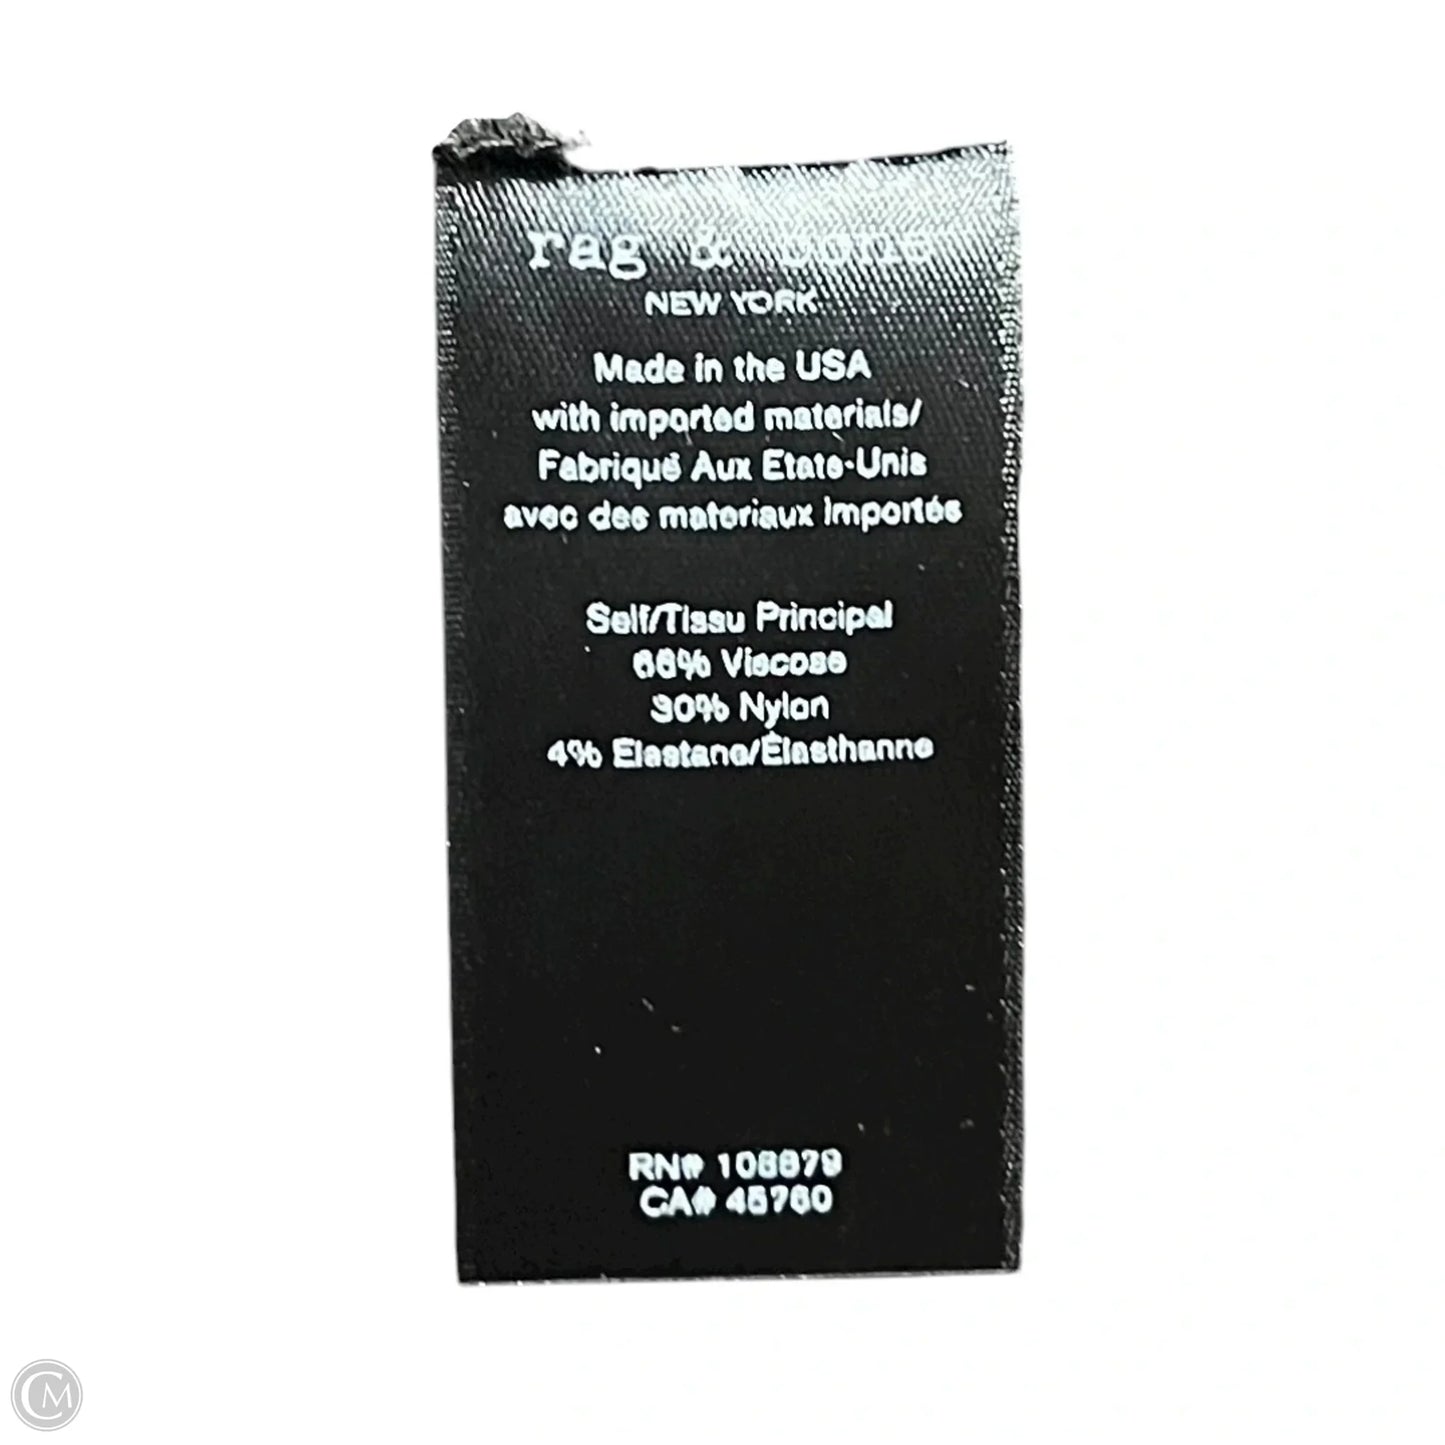 rag & bone
NEW YORK
Made in the USA
with imported materials/
Fabriqué Aux Etats-Unis
avec des materiaux importés
Self/Tissu Principal
66% Viscose
30% Nylon
4% Elastane/Élasthanne
RN#
CA# 45760
CM